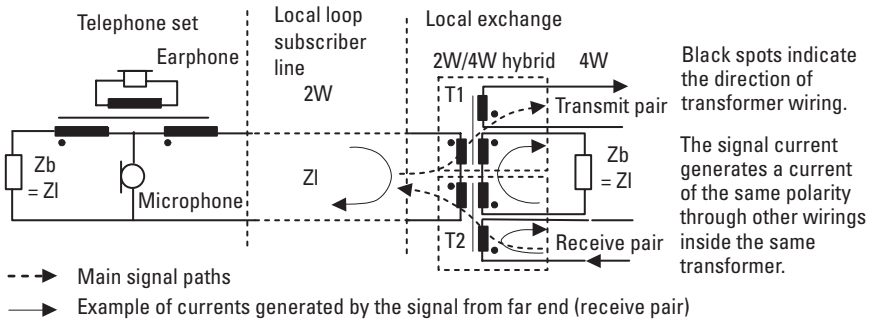 Telephone set
Earphone
Local loop
subscriber
line
2W
Local exchange
2W/4W hybrid
4W
T1
Transmit pair
Zb
= Zl
Microphone
Zl
Zb
= Zl
T2
Receive pair
Black spots indicate
the direction of
transformer wiring.
The signal current
generates a current
of the same polarity
through other wirings
inside the same
transformer.
Main signal paths
Example of currents generated by the signal from far end (receive pair)